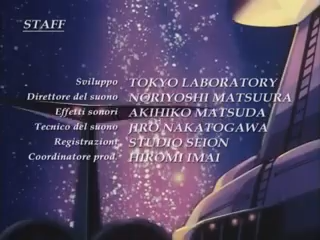 STAFF
Sviluppo TOKYO LABORATORY
Direttore del suono NORIYOSHI MATSUURA
Effetti sonori AKIHIKO MATSUDA
Tecnico del suono JIRO NAKATOGAWA
Registrazioni STUDIO SEION
Coordinatore prod. HIROMI IMAI